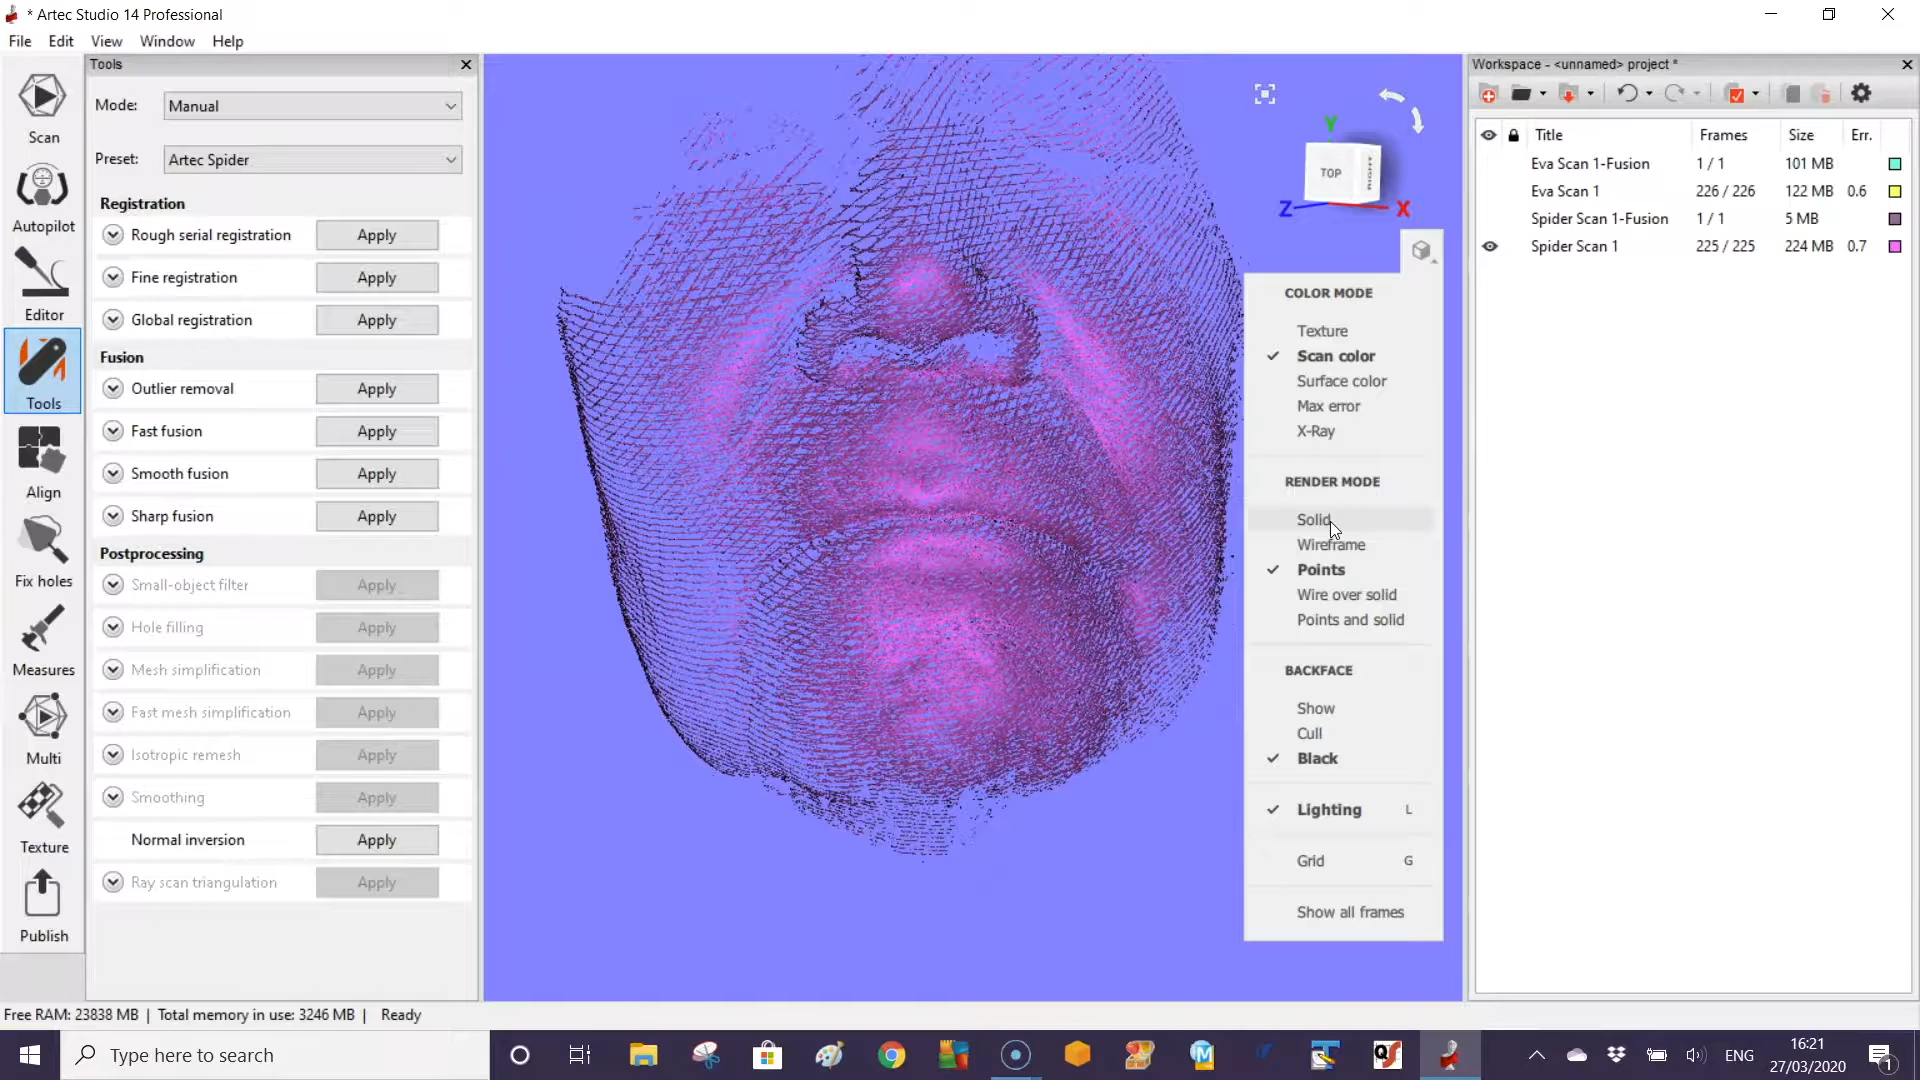 * Artec Studio 14 Professional
File Edit View Window Help
Tools
Mode: Manual
Preset: Artec Spider
Registration
Rough serial registration Apply
Fine registration Apply
Global registration Apply
Fusion
Outlier removal Apply
Fast fusion Apply
Smooth fusion Apply
Sharp fusion Apply
Postprocessing
Small-object filter Apply
Hole filling Apply
Mesh simplification Apply
Fast mesh simplification Apply
Isotropic remesh Apply
Smoothing Apply
Normal inversion Apply
Ray scan triangulation Apply
Scan
Autopilot
Editor
Tools
Align
Fix holes
Measures
Multi
Texture
Publish
Y
TOP RIGHT
Z X
COLOR MODE
Texture
Scan color
Surface color
Max error
X-Ray
RENDER MODE
Solid
Wireframe
Points
Wire over solid
Points and solid
BACKFACE
Show
Cull
Black
Lighting L
Grid G
Show all frames
Workspace - <unnamed> project *
Title Frames Size Err.
Eva Scan 1-Fusion 1 / 1 101 MB
Eva Scan 1 226 / 226 122 MB 0.6
Spider Scan 1-Fusion 1 / 1 5 MB
Spider Scan 1 225 / 225 224 MB 0.7
Free RAM: 23838 MB | Total memory in use: 3246 MB | Ready
Type here to search
ENG
16:21
27/03/2020
1